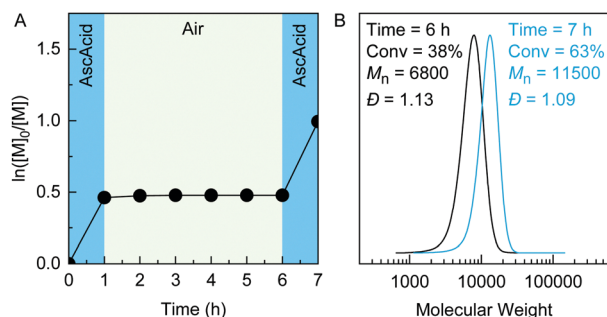 A
AscAcid
Air
AscAcid
ln([M]₀/[M])
1.5
1.0
0.5
0.0
0 1 2 3 4 5 6 7
Time (h)
B
Time = 6 h
Conv = 38%
Mₙ = 6800
Đ = 1.13
Time = 7 h
Conv = 63%
Mₙ = 11500
Đ = 1.09
1000 10000 100000
Molecular Weight